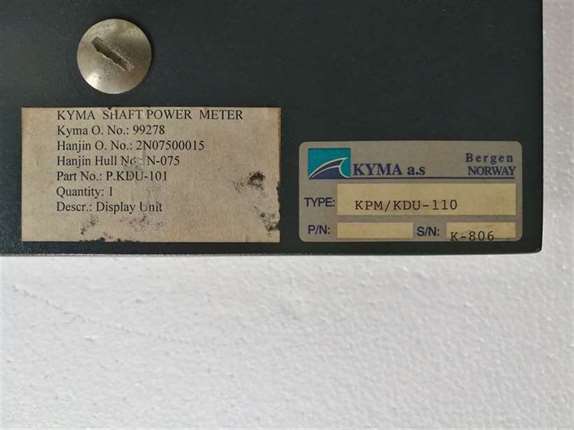 KYMA SHAFT POWER METER
Kyma O. No.: 99278
Hanjin O. No.: 2N07500015
Hanjin Hull No.: N-075
Part No.: P.KDU-101
Quantity: 1
Descr.: Display Unit
KYMA a.s
Bergen
NORWAY
TYPE: KPM/KDU-110
P/N: S/N: K-806